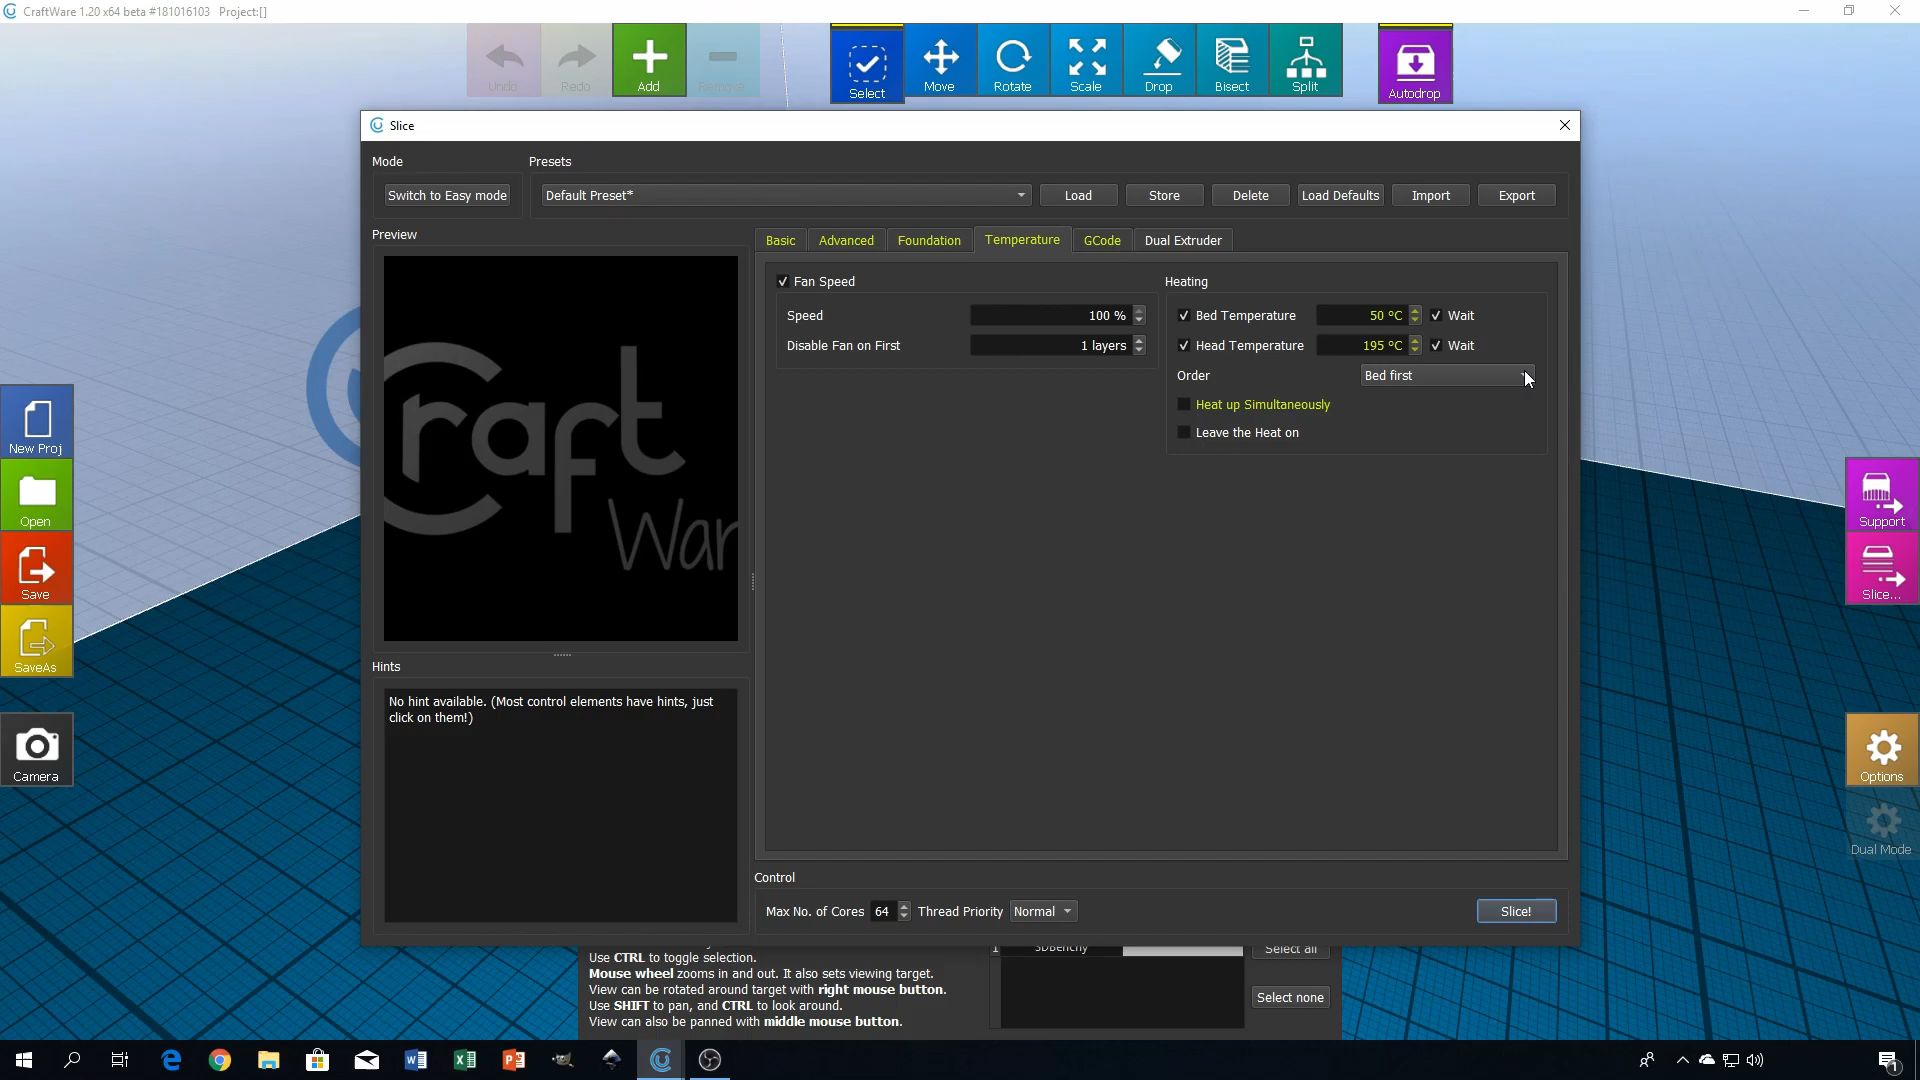 CraftWare 1.20 x64 beta #181016103 Project:[]
Undo
Redo
Add
Remove
Select
Move
Rotate
Scale
Drop
Bisect
Split
Autodrop
Slice
Mode
Presets
Switch to Easy mode
Default Preset*
Load
Store
Delete
Load Defaults
Import
Export
Preview
Basic
Advanced
Foundation
Temperature
GCode
Dual Extruder
Fan Speed
Heating
Speed
100 %
Bed Temperature
50 °C
Wait
Disable Fan on First
1 layers
Head Temperature
195 °C
Wait
Order
Bed first
Heat up Simultaneously
Leave the Heat on
Craft
War
Hints
No hint available. (Most control elements have hints, just
click on them!)
Control
Max No. of Cores
64
Thread Priority
Normal
Slice!
New Proj
Open
Save
SaveAs
Camera
Support
Slice...
Options
Dual Mode
Use CTRL to toggle selection.
Mouse wheel zooms in and out. It also sets viewing target.
View can be rotated around target with right mouse button.
Use SHIFT to pan, and CTRL to look around.
View can also be panned with middle mouse button.
1
3DBenchy
Select all
Select none
1